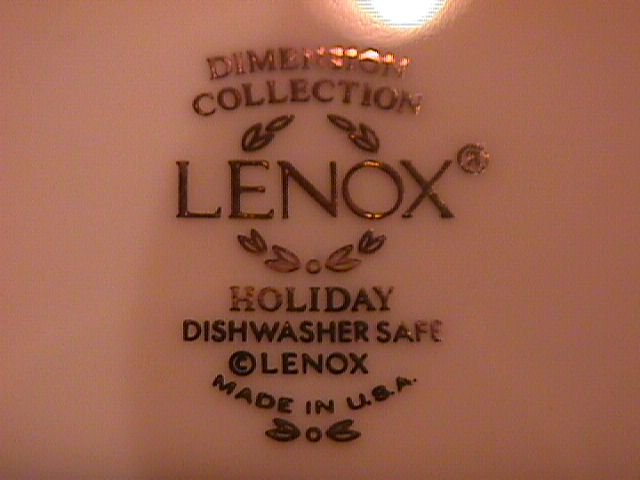 DIMENSION
COLLECTION
LENOX®
HOLIDAY
DISHWASHER SAFE
©LENOX
MADE IN U.S.A.